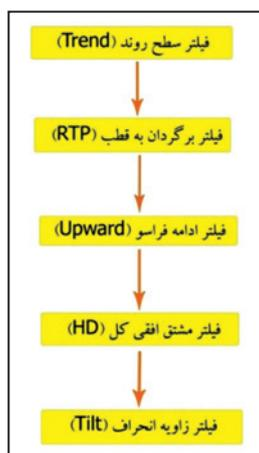 فیلتر سطح روند (Trend)
فیلتر برگردان به قطب (RTP)
فیلتر ادامه فراسو (Upward)
فیلتر مشتق افقی کل (HD)
فیلتر زاویه انحراف (Tilt)